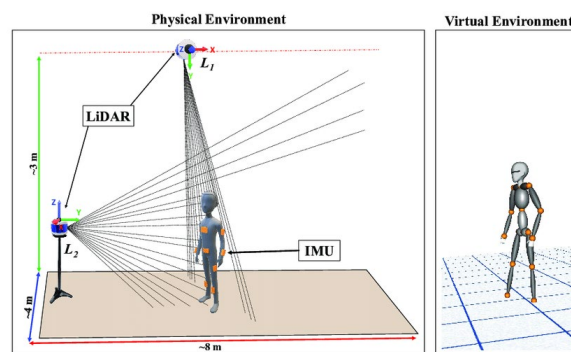 Physical Environment
Virtual Environment
Z
X
Y
L1
LiDAR
~3 m
Z
Y
L2
IMU
~4 m
~8 m